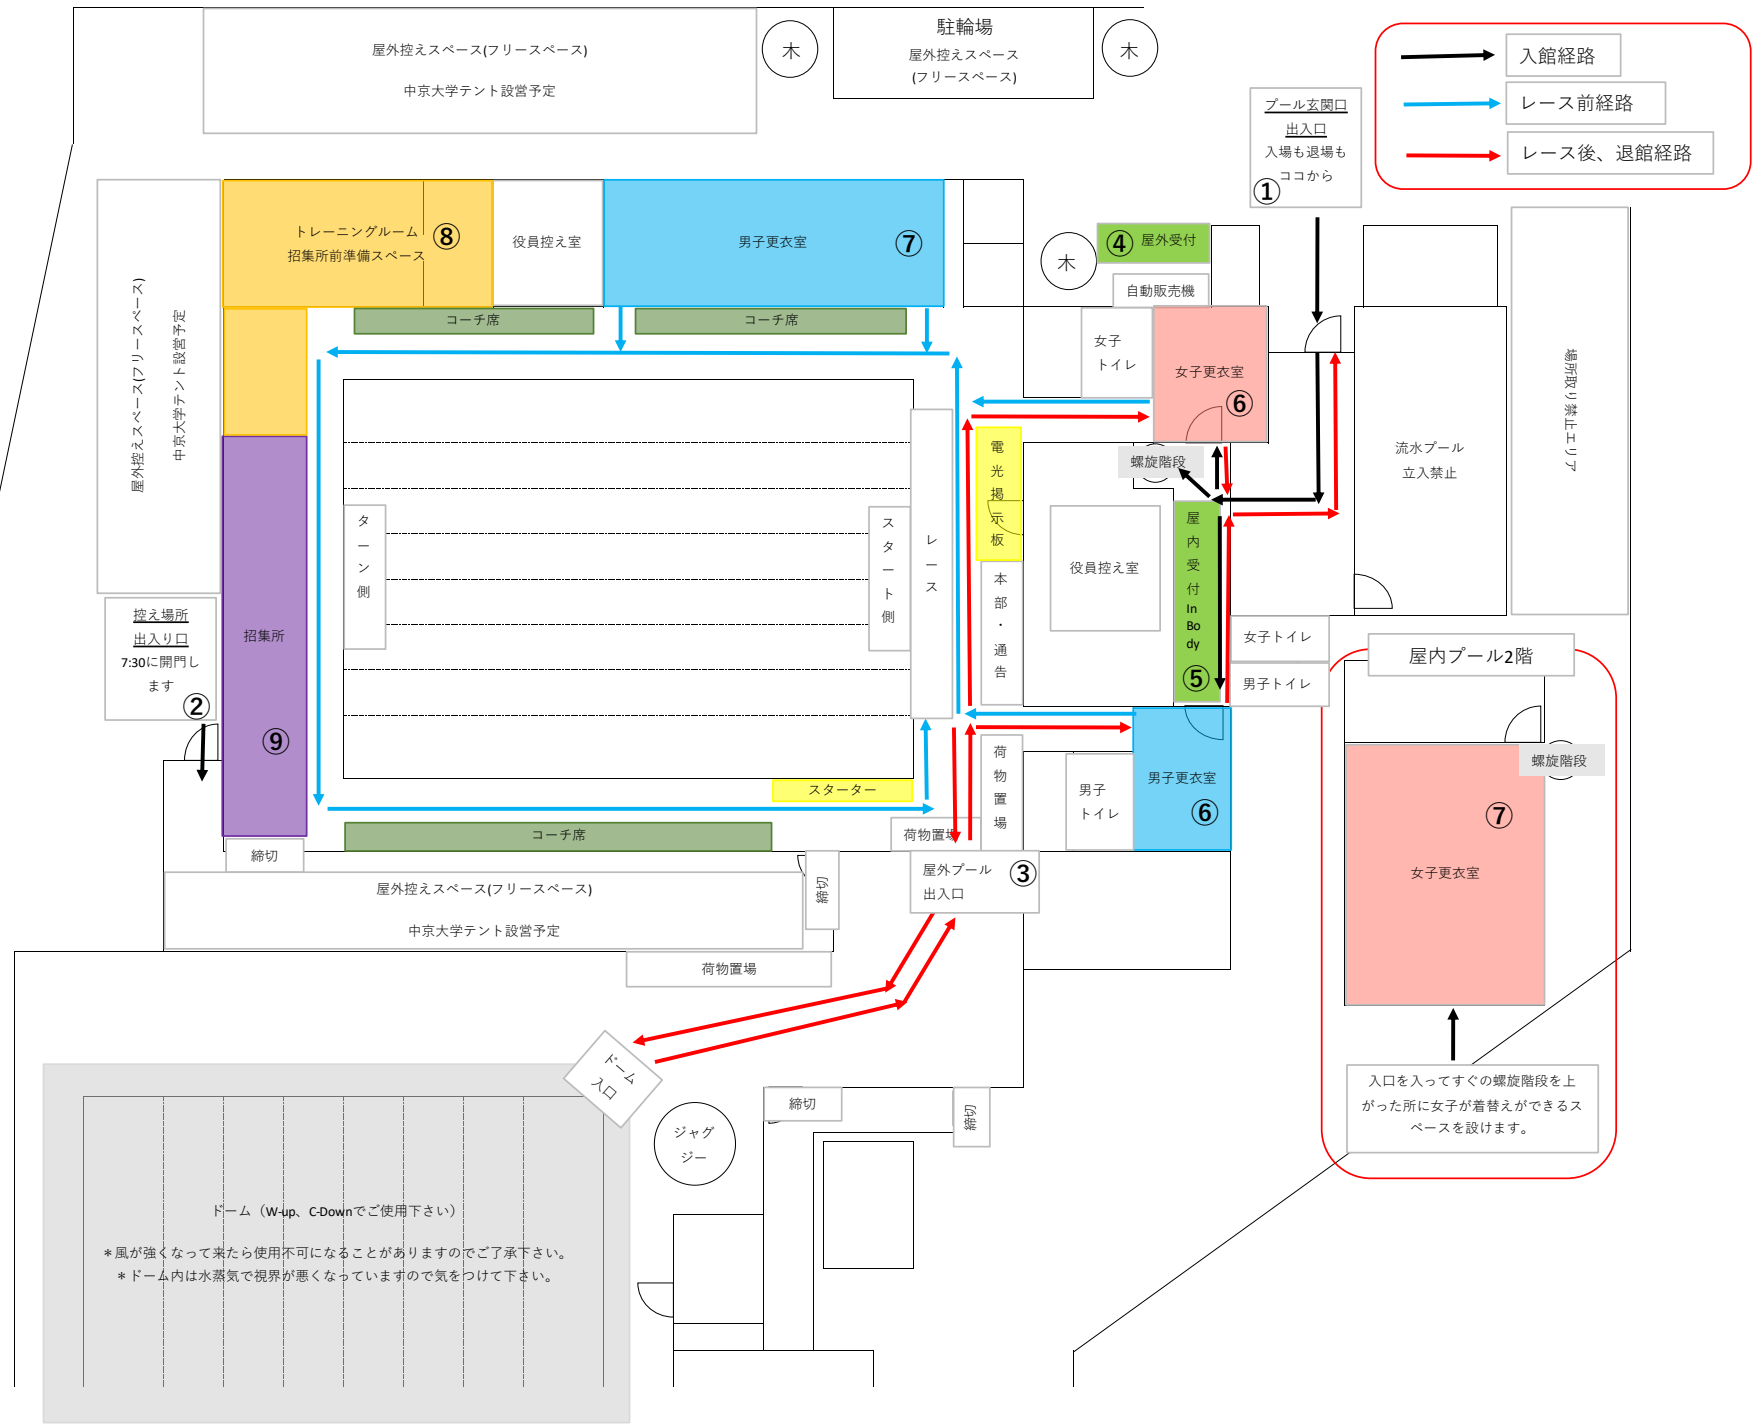 屋外控えスペース(フリースペース)
中京大学テント設営予定
木
駐輪場
屋外控えスペース
(フリースペース)
木
入館経路
レース前経路
レース後、退館経路
プール玄関口
出入口
入場も退場も
ココから
①
屋外控えスペース(フリースペース)
中京大学テント設営予定
トレーニングルーム
招集所前準備スペース
⑧
役員控え室
男子更衣室
⑦
木
④
屋外受付
自動販売機
コーチ席
コーチ席
女子
トイレ
女子更衣室
⑥
螺旋階段
流水プール
立入禁止
場所取り禁止エリア
電光掲示板
ターン側
スタート側
レース
本部・通告
役員控え室
屋内受付
In
Bo
dy
⑤
女子トイレ
男子トイレ
控え場所
出入り口
7:30に開門し
ます
②
招集所
⑨
スターター
コーチ席
荷物置場
荷物置場
男子
トイレ
男子更衣室
⑥
締切
屋外控えスペース(フリースペース)
中京大学テント設営予定
締切
屋外プール
出入口
③
荷物置場
屋内プール2階
螺旋階段
⑦
女子更衣室
入口を入ってすぐの螺旋階段を上
がった所に女子が着替えができるス
ペースを設けます。
ドーム
入口
ジャグ
ジー
締切
締切
ドーム（W-up、C-Downでご使用下さい）
＊風が強くなって来たら使用不可になることがありますのでご了承下さい。
＊ドーム内は水蒸気で視界が悪くなっていますので気をつけて下さい。